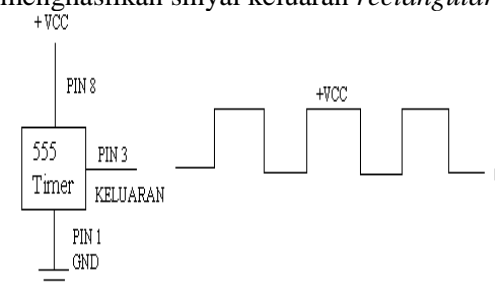 menghasilkan sinyal keluaran rectangular
+VCC
PIN 8
+VCC
555
Timer
PIN 3
KELUARAN
PIN 1
GND